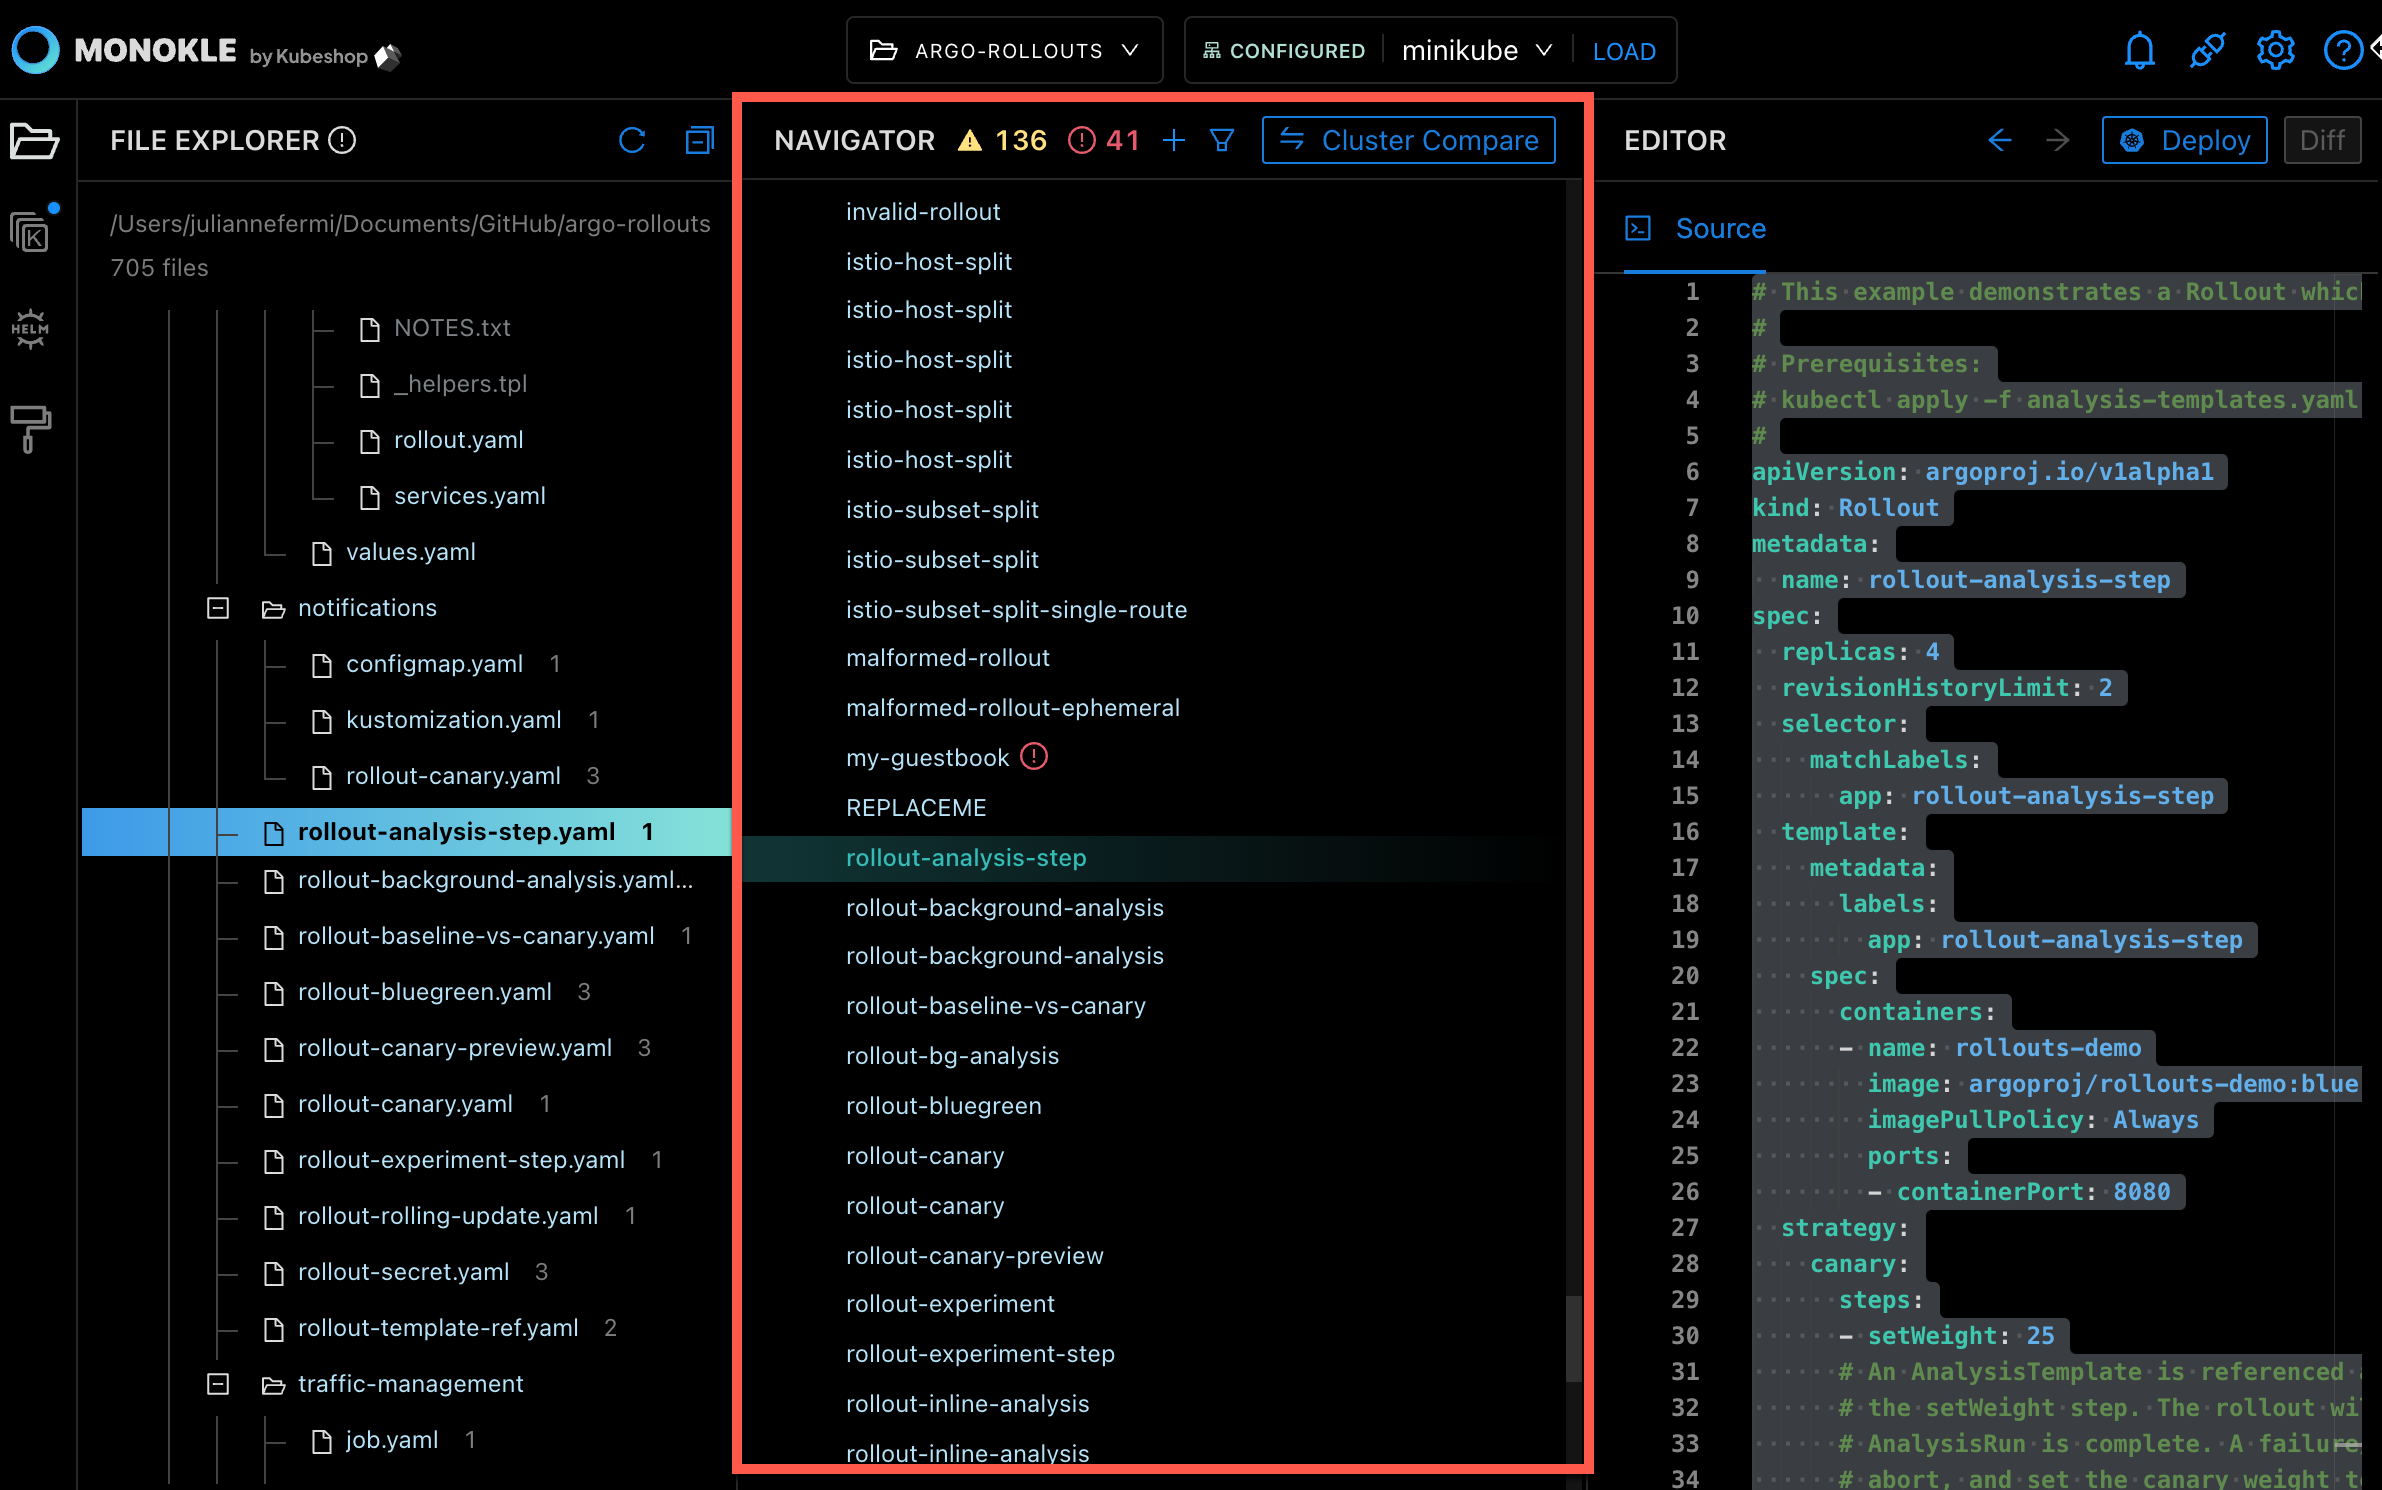 MONOKLE by Kubeshop
ARGO-ROLLOUTS
CONFIGURED minikube LOAD
FILE EXPLORER
/Users/juliannefermi/Documents/GitHub/argo-rollouts
705 files
K
HELM
NOTES.txt
_helpers.tpl
rollout.yaml
services.yaml
values.yaml
notifications
configmap.yaml 1
kustomization.yaml 1
rollout-canary.yaml 3
rollout-analysis-step.yaml 1
rollout-background-analysis.yaml...
rollout-baseline-vs-canary.yaml 1
rollout-bluegreen.yaml 3
rollout-canary-preview.yaml 3
rollout-canary.yaml 1
rollout-experiment-step.yaml 1
rollout-rolling-update.yaml 1
rollout-secret.yaml 3
rollout-template-ref.yaml 2
traffic-management
job.yaml 1
NAVIGATOR 136 41 Cluster Compare
invalid-rollout
istio-host-split
istio-host-split
istio-host-split
istio-host-split
istio-host-split
istio-subset-split
istio-subset-split
istio-subset-split-single-route
malformed-rollout
malformed-rollout-ephemeral
my-guestbook
REPLACEME
rollout-analysis-step
rollout-background-analysis
rollout-background-analysis
rollout-baseline-vs-canary
rollout-bg-analysis
rollout-bluegreen
rollout-canary
rollout-canary
rollout-canary-preview
rollout-experiment
rollout-experiment-step
rollout-inline-analysis
rollout-inline-analysis
EDITOR Deploy Diff
Source
1 # This example demonstrates a Rollout
2 #
3 # Prerequisites:
4 # kubectl apply -f analysis-templates.yaml
5 #
6 apiVersion: argoproj.io/v1alpha1
7 kind: Rollout
8 metadata:
9 name: rollout-analysis-step
10 spec:
11 replicas: 4
12 revisionHistoryLimit: 2
13 selector:
14 matchLabels:
15 app: rollout-analysis-step
16 template:
17 metadata:
18 labels:
19 app: rollout-analysis-step
20 spec:
21 containers:
22 - name: rollouts-demo
23 image: argoproj/rollouts-demo:blue
24 imagePullPolicy: Always
25 ports:
26 - containerPort: 8080
27 strategy:
28 canary:
29 steps:
30 - setWeight: 25
31 # An AnalysisTemplate is referenced
32 # the setWeight step. The rollout
33 # AnalysisRun is complete. A failure
34 # abort, and set the canary weight